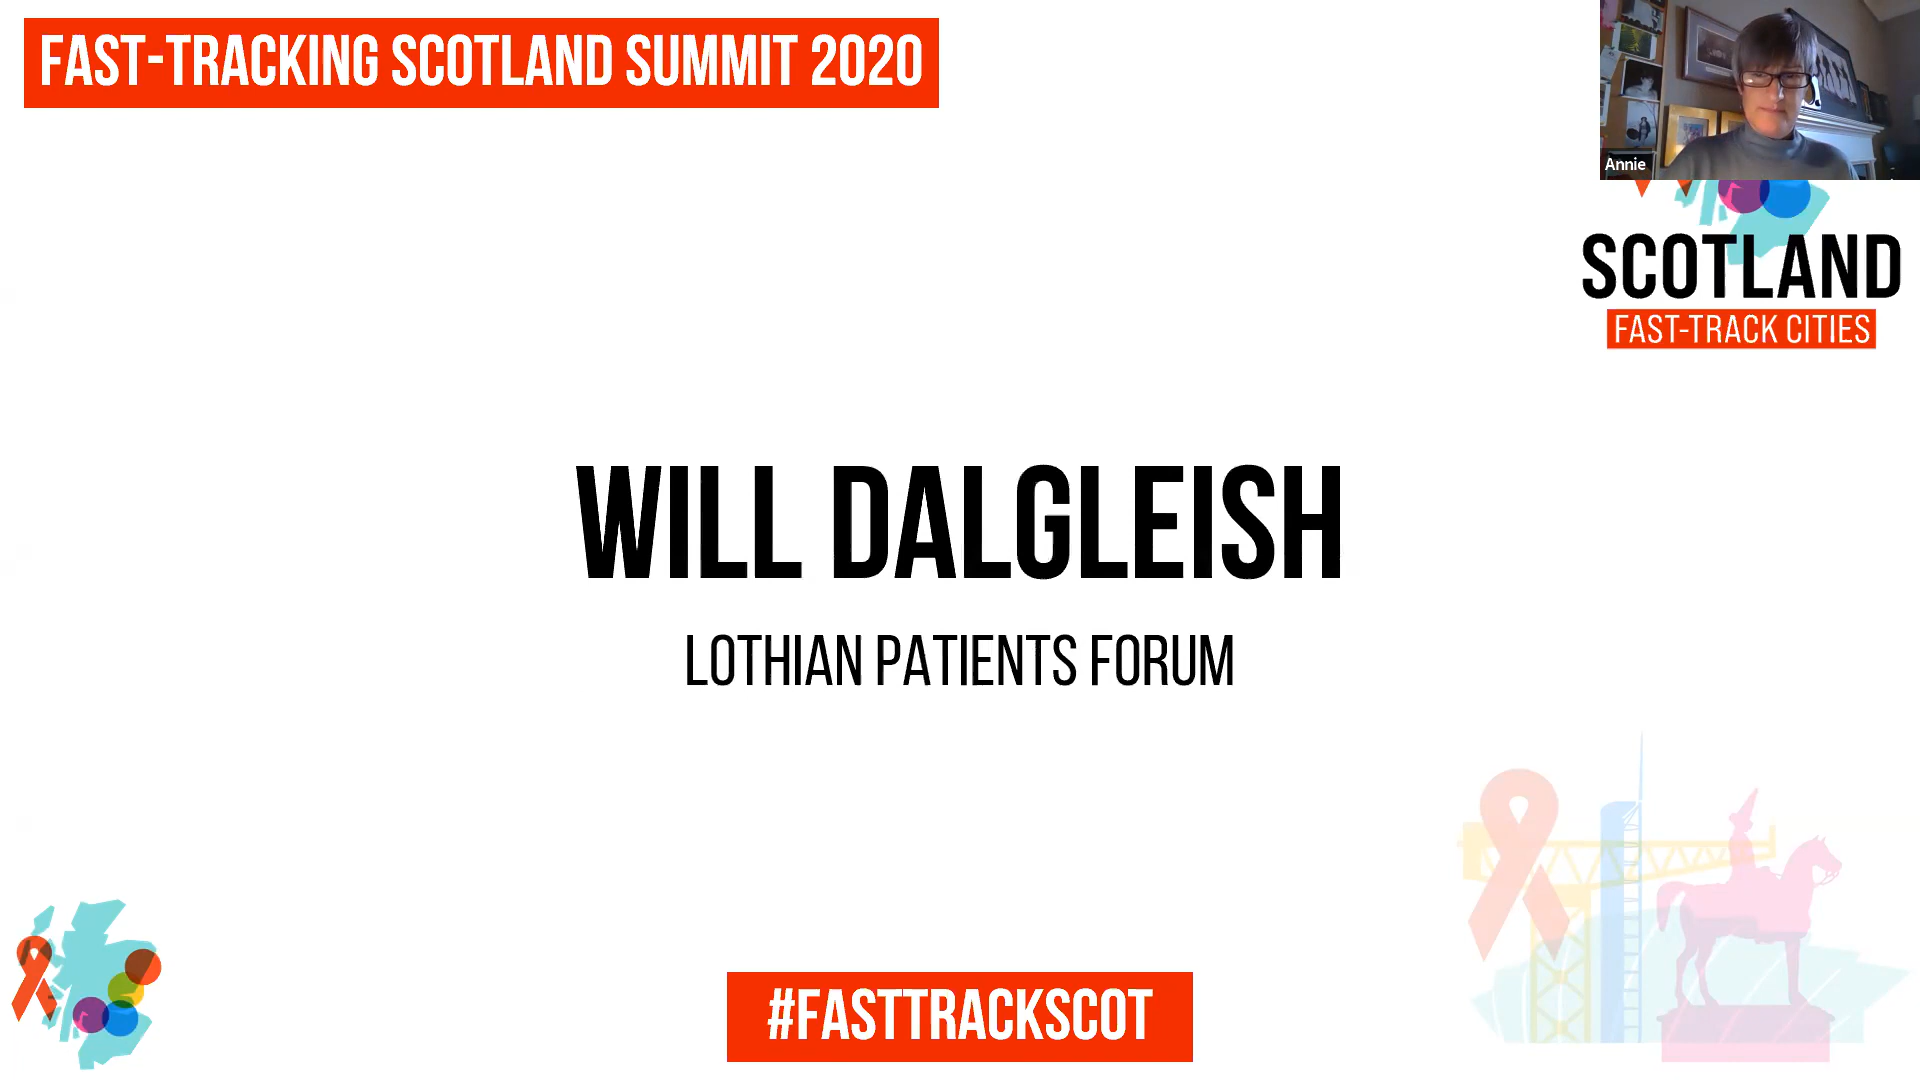 FAST-TRACKING SCOTLAND SUMMIT 2020
Annie
SCOTLAND
FAST-TRACK CITIES
WILL DALGLEISH
LOTHIAN PATIENTS FORUM
#FASTTRACKSCOT